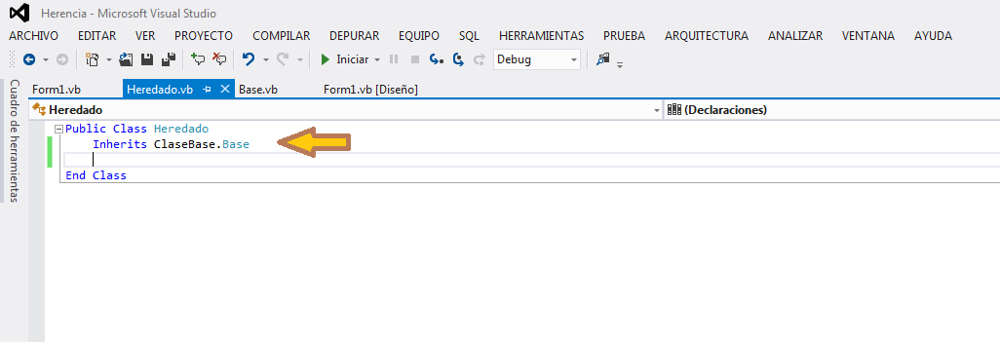 Herencia - Microsoft Visual Studio
ARCHIVO EDITAR VER PROYECTO COMPILAR DEPURAR EQUIPO SQL HERRAMIENTAS PRUEBA ARQUITECTURA ANALIZAR VENTANA AYUDA
Iniciar Debug
Form1.vb Heredado.vb Base.vb Form1.vb [Diseño]
Cuadro de herramientas
Heredado (Declaraciones)
Public Class Heredado
Inherits ClaseBase.Base
End Class